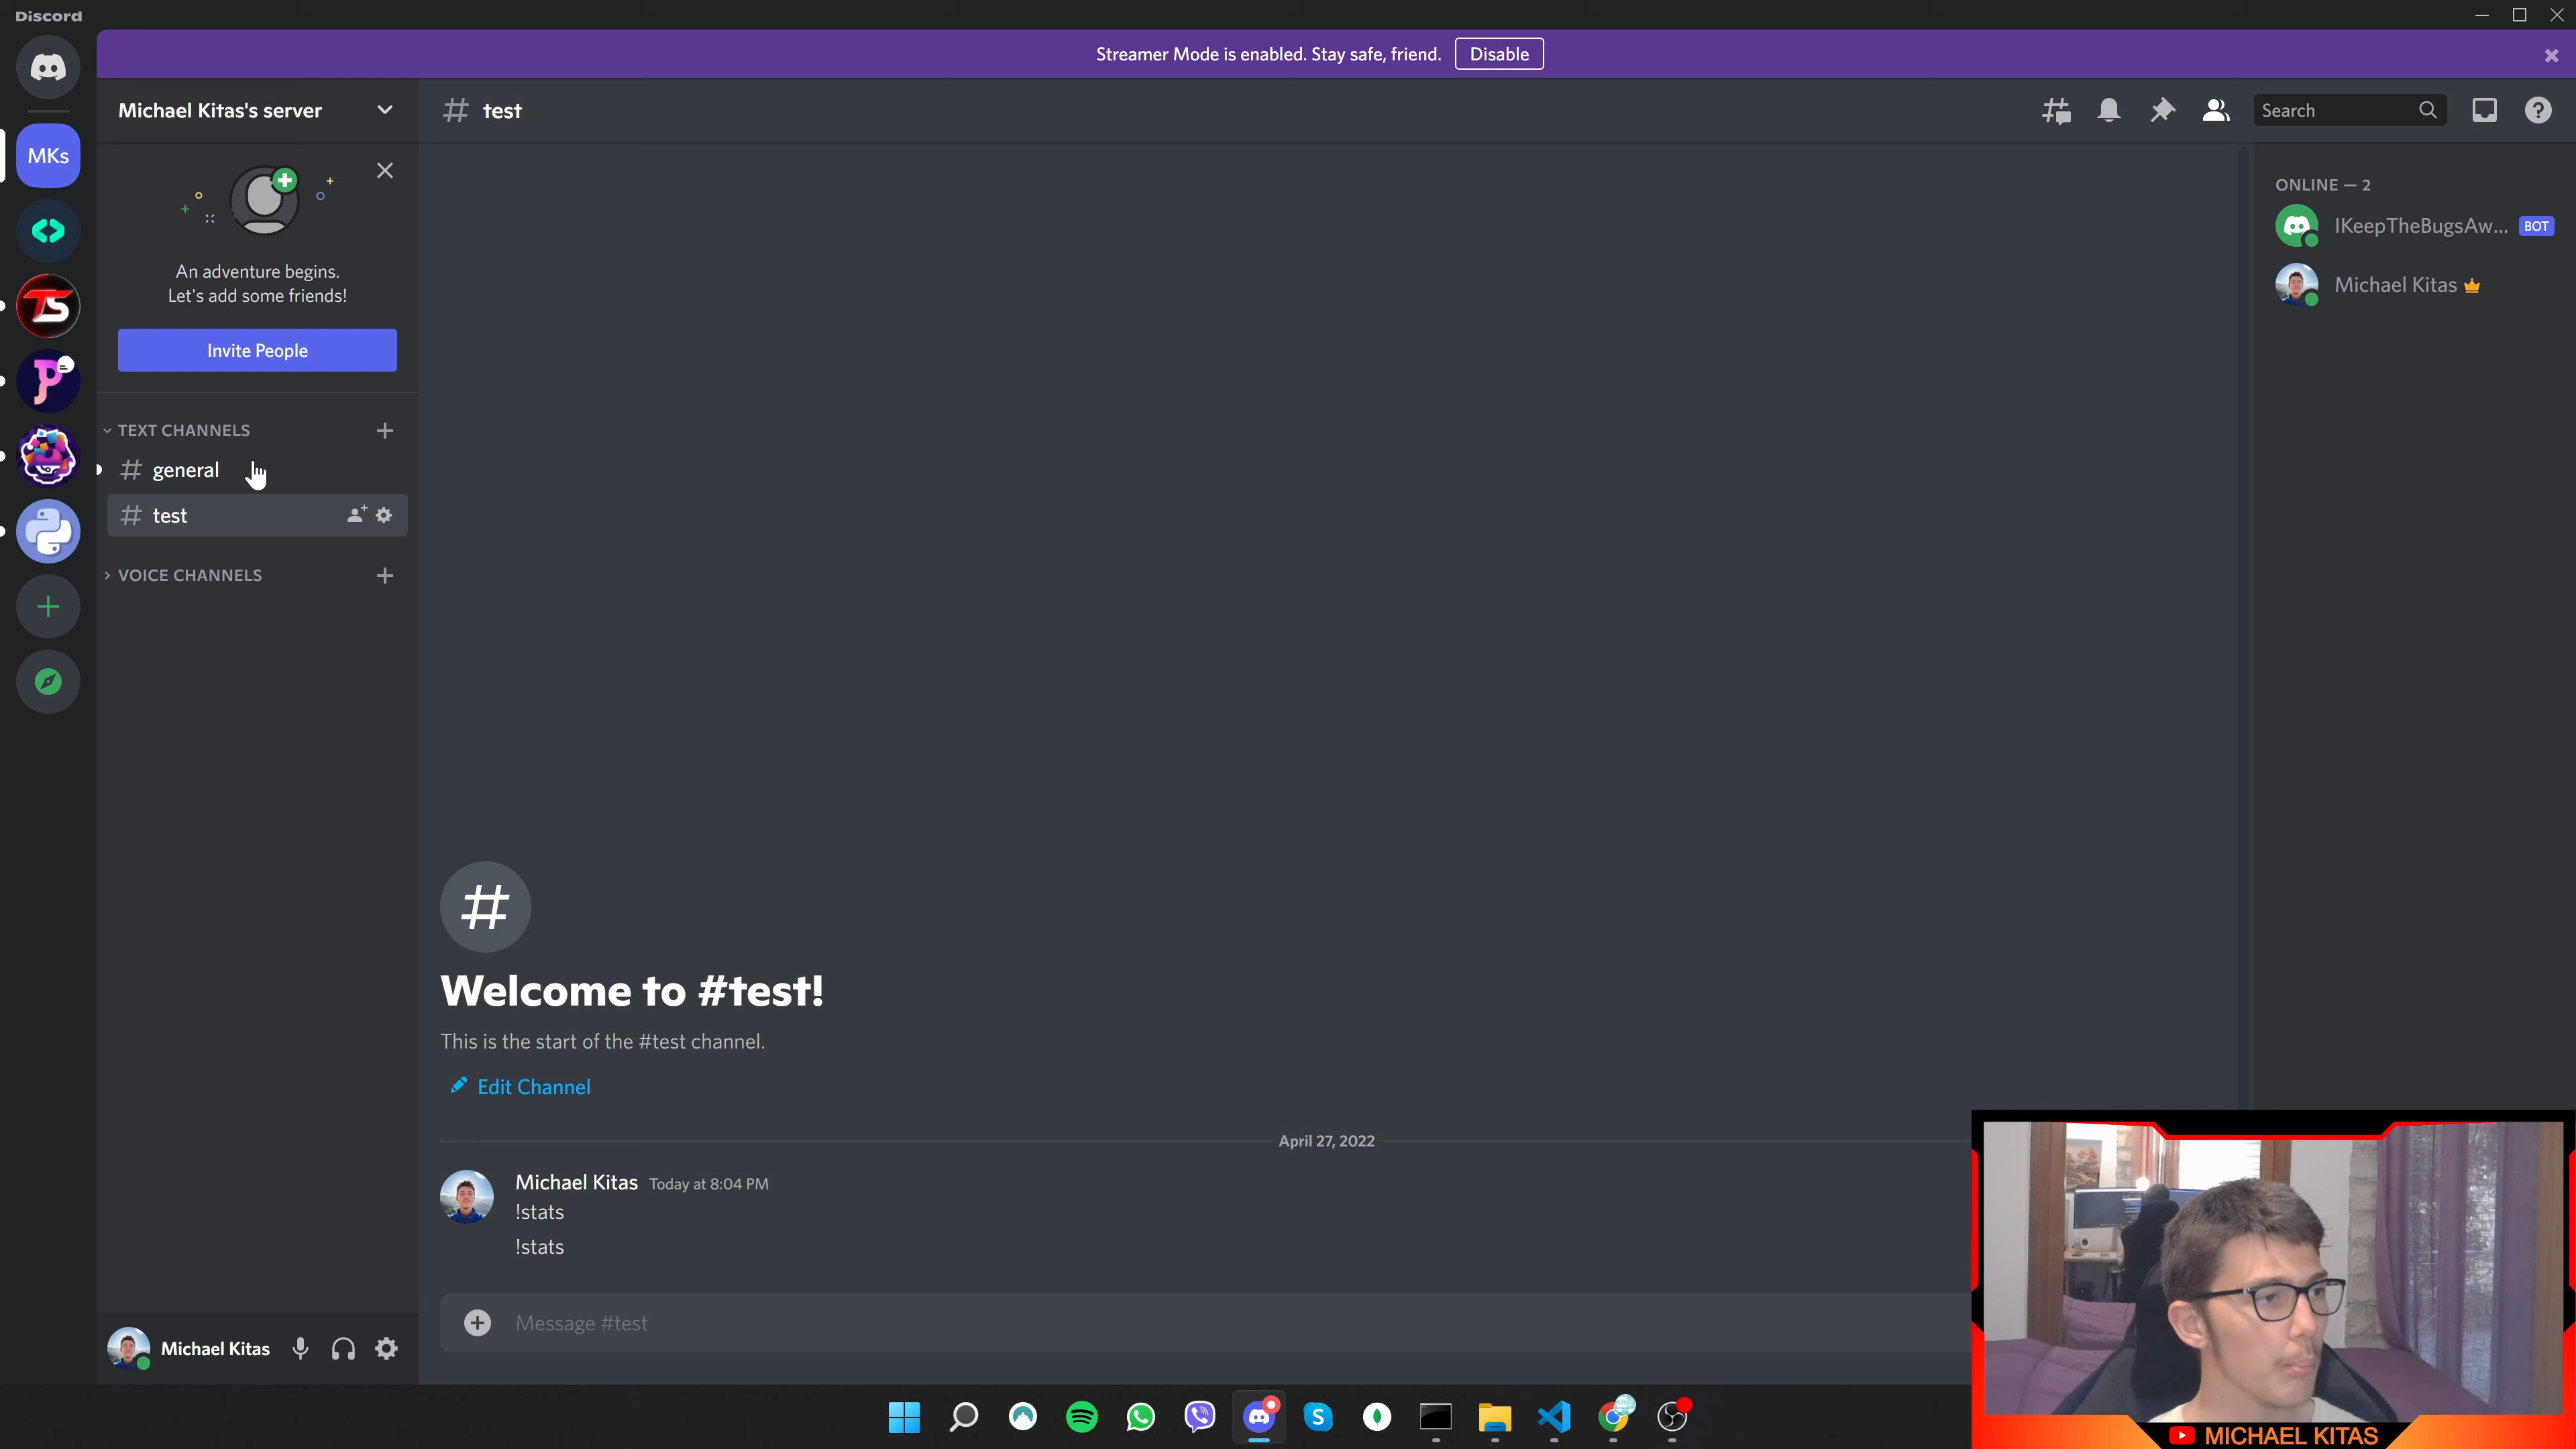 Discord
Streamer Mode is enabled. Stay safe, friend.
Disable
Michael Kitas's server
test
Search
MKs
An adventure begins.
Let's add some friends!
Invite People
TEXT CHANNELS
general
test
VOICE CHANNELS
ONLINE — 2
IKeepTheBugsAw... BOT
Michael Kitas
Welcome to #test!
This is the start of the #test channel.
Edit Channel
April 27, 2022
Michael Kitas Today at 8:04 PM
!stats
!stats
Message #test
Michael Kitas
MICHAEL KITAS